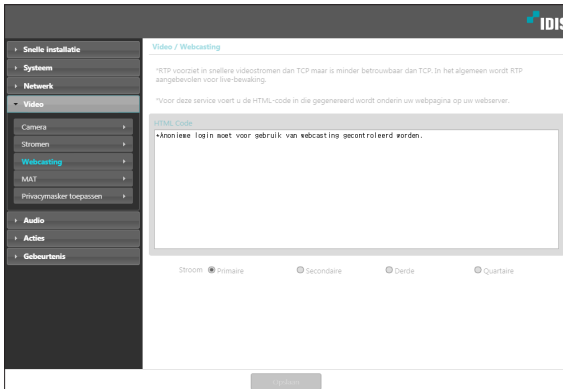 IDIS
Snelle installatie
Systeem
Netwerk
Video
Camera
Stromen
Webcasting
MAT
Privacymasker toepassen
Audio
Acties
Gebeurtenis
Video / Webcasting
*RTP voorziet in snellere videostromen dan TCP maar is minder betrouwbaar dan TCP. In het algemeen wordt RTP
aangebevolen voor live-bewaking.
*Voor deze service voert u de HTML-code in die gegenereerd wordt onderin uw webpagina op uw webserver.
HTML Code
*Anonieme login moet voor gebruik van webcasting gecontroleerd worden.
Stroom Primaire Secondaire Derde Quartaire
Opslaan